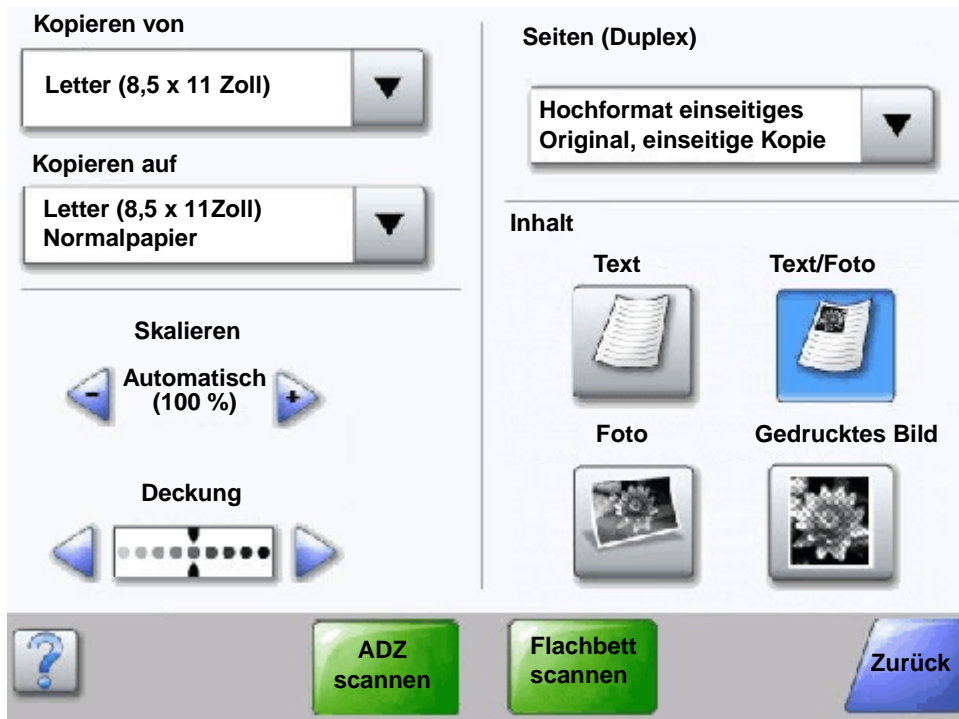 Kopieren von
Letter (8,5 x 11 Zoll)
Kopieren auf
Letter (8,5 x 11Zoll)
Normalpapier
Skalieren
-
Automatisch
(100 %)
+
Deckung
Seiten (Duplex)
Hochformat einseitiges
Original, einseitige Kopie
Inhalt
Text
Text/Foto
Foto
Gedrucktes Bild
?
ADZ
scannen
Flachbett
scannen
Zurück